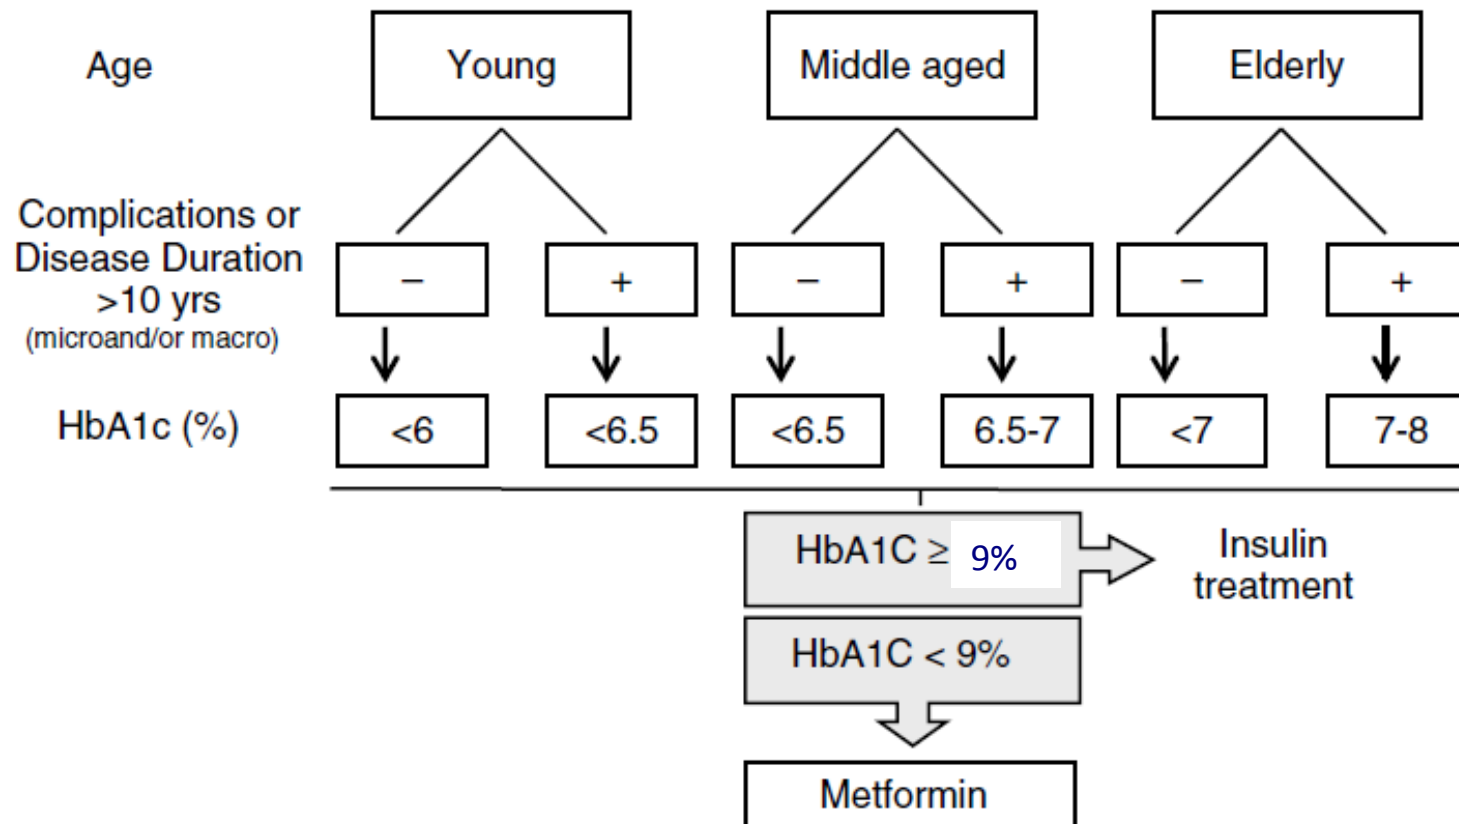 Age
Young
Middle aged
Elderly
Complications or
Disease Duration
>10 yrs
(microand/or macro)
–
+
–
+
–
+
HbA1c (%)
<6
<6.5
<6.5
6.5-7
<7
7-8
HbA1C ≥ 9%
Insulin
treatment
HbA1C < 9%
Metformin